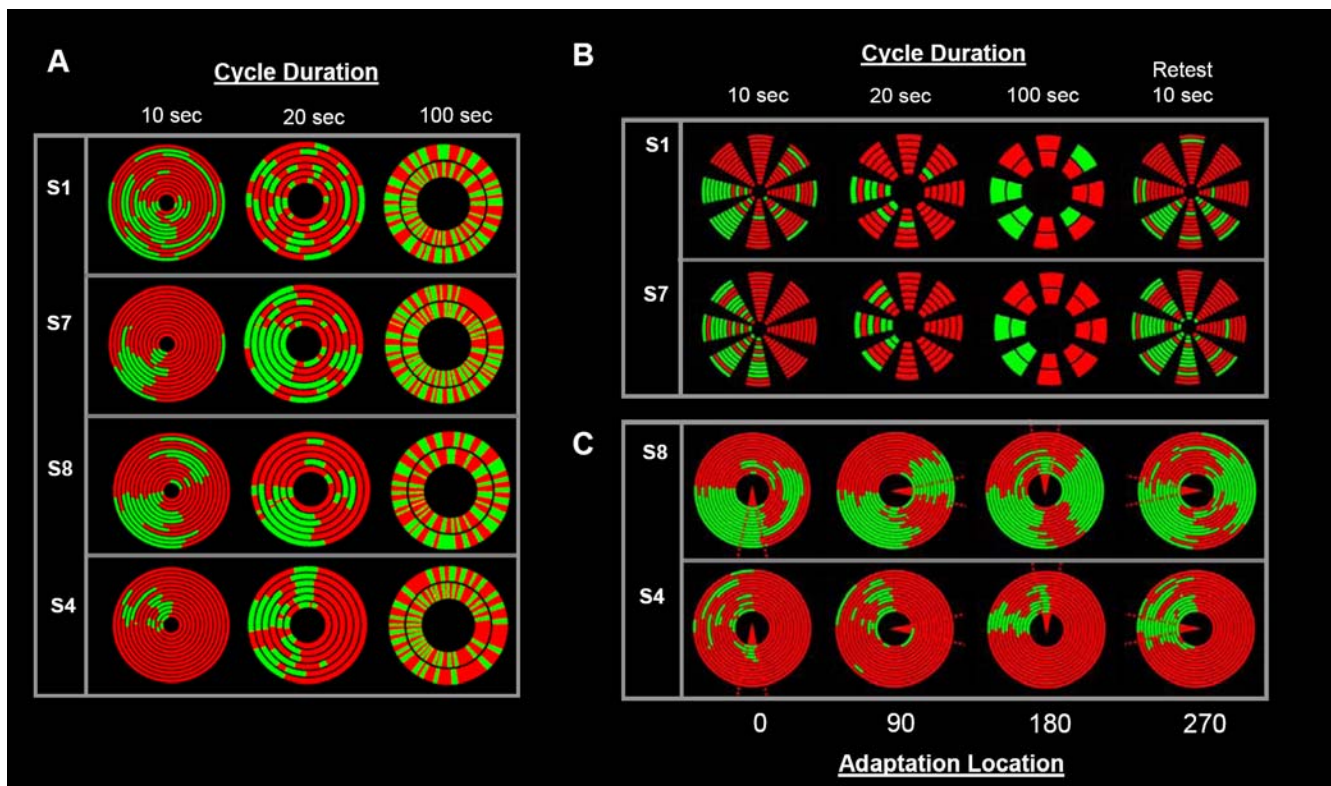 A
Cycle Duration
10 sec 20 sec 100 sec
S1
S7
S8
S4
B
Cycle Duration
Retest
10 sec 20 sec 100 sec 10 sec
S1
S7
C
S8
S4
0 90 180 270
Adaptation Location